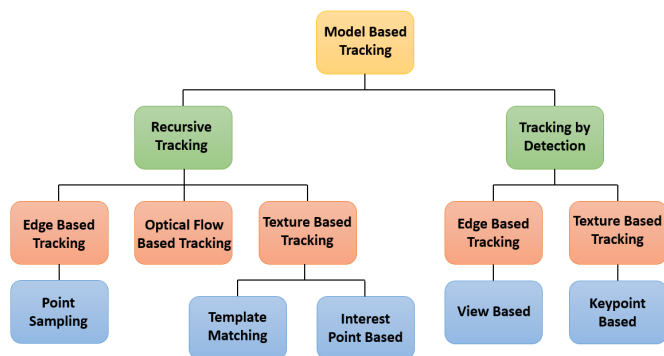 Model Based
Tracking
Recursive
Tracking
Tracking by
Detection
Edge Based
Tracking
Optical Flow
Based Tracking
Texture Based
Tracking
Edge Based
Tracking
Texture Based
Tracking
Point
Sampling
Template
Matching
Interest
Point Based
View Based
Keypoint
Based